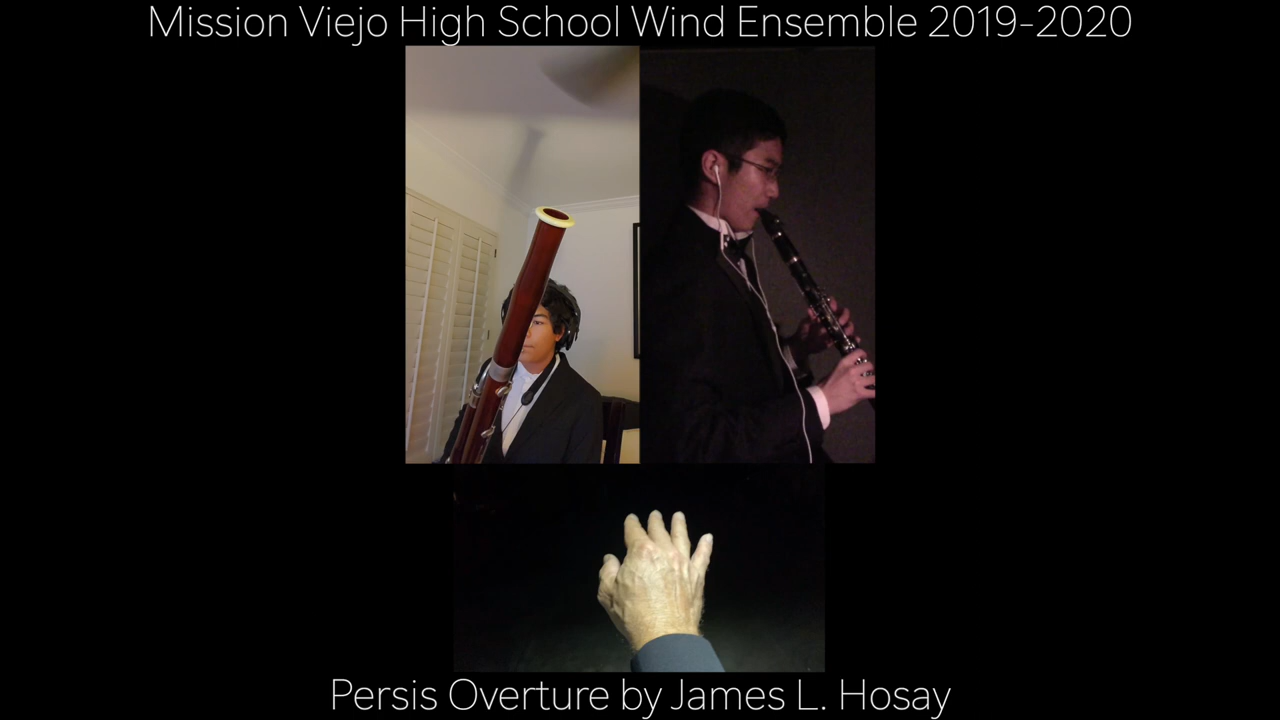 Mission Viejo High School Wind Ensemble 2019-2020
Persis Overture by James L. Hosay